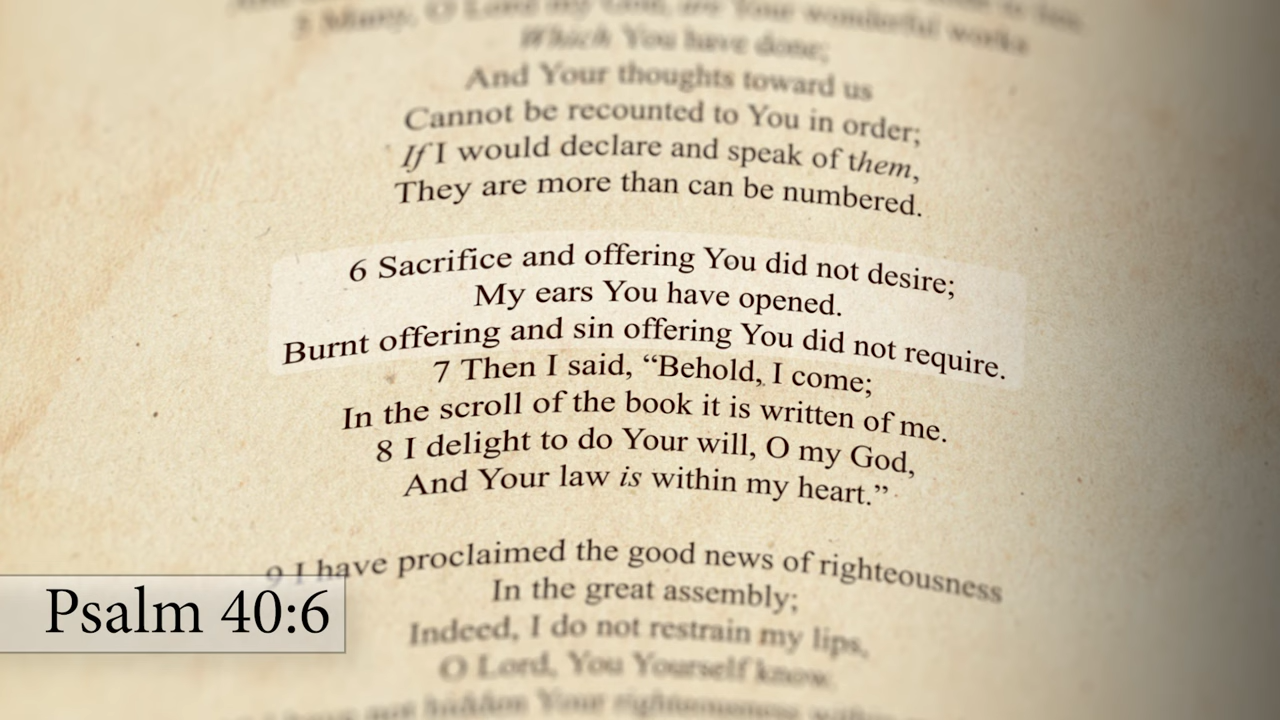 5 Many, O Lord my God, are Your wonderful works
Which You have done;
And Your thoughts toward us
Cannot be recounted to You in order;
If I would declare and speak of them,
They are more than can be numbered.
6 Sacrifice and offering You did not desire;
My ears You have opened.
Burnt offering and sin offering You did not require.
7 Then I said, “Behold, I come;
In the scroll of the book it is written of me.
8 I delight to do Your will, O my God,
And Your law is within my heart.”
9 I have proclaimed the good news of righteousness
In the great assembly;
Indeed, I do not restrain my lips,
O Lord, You Yourself know.
hidden Your righteousness within
Psalm 40:6